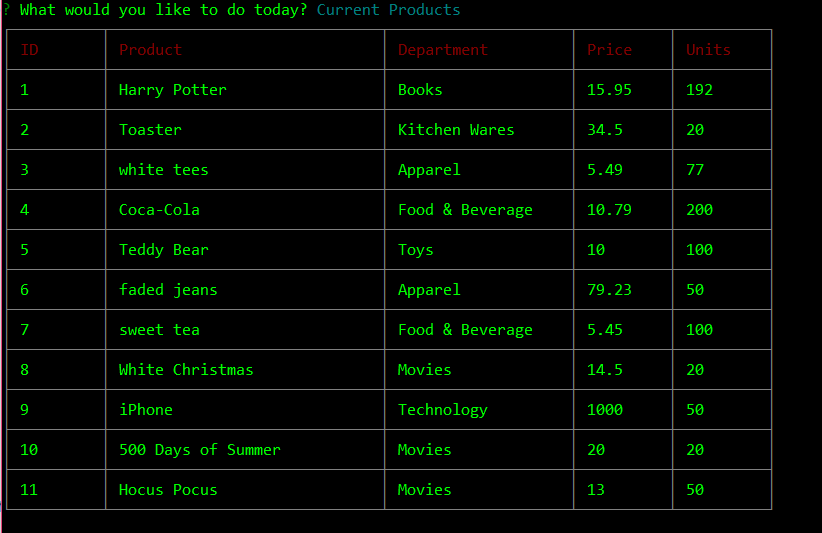 ? What would you like to do today? Current Products
ID Product Department Price Units
1 Harry Potter Books 15.95 192
2 Toaster Kitchen Wares 34.5 20
3 white tees Apparel 5.49 77
4 Coca-Cola Food & Beverage 10.79 200
5 Teddy Bear Toys 10 100
6 faded jeans Apparel 79.23 50
7 sweet tea Food & Beverage 5.45 100
8 White Christmas Movies 14.5 20
9 iPhone Technology 1000 50
10 500 Days of Summer Movies 20 20
11 Hocus Pocus Movies 13 50